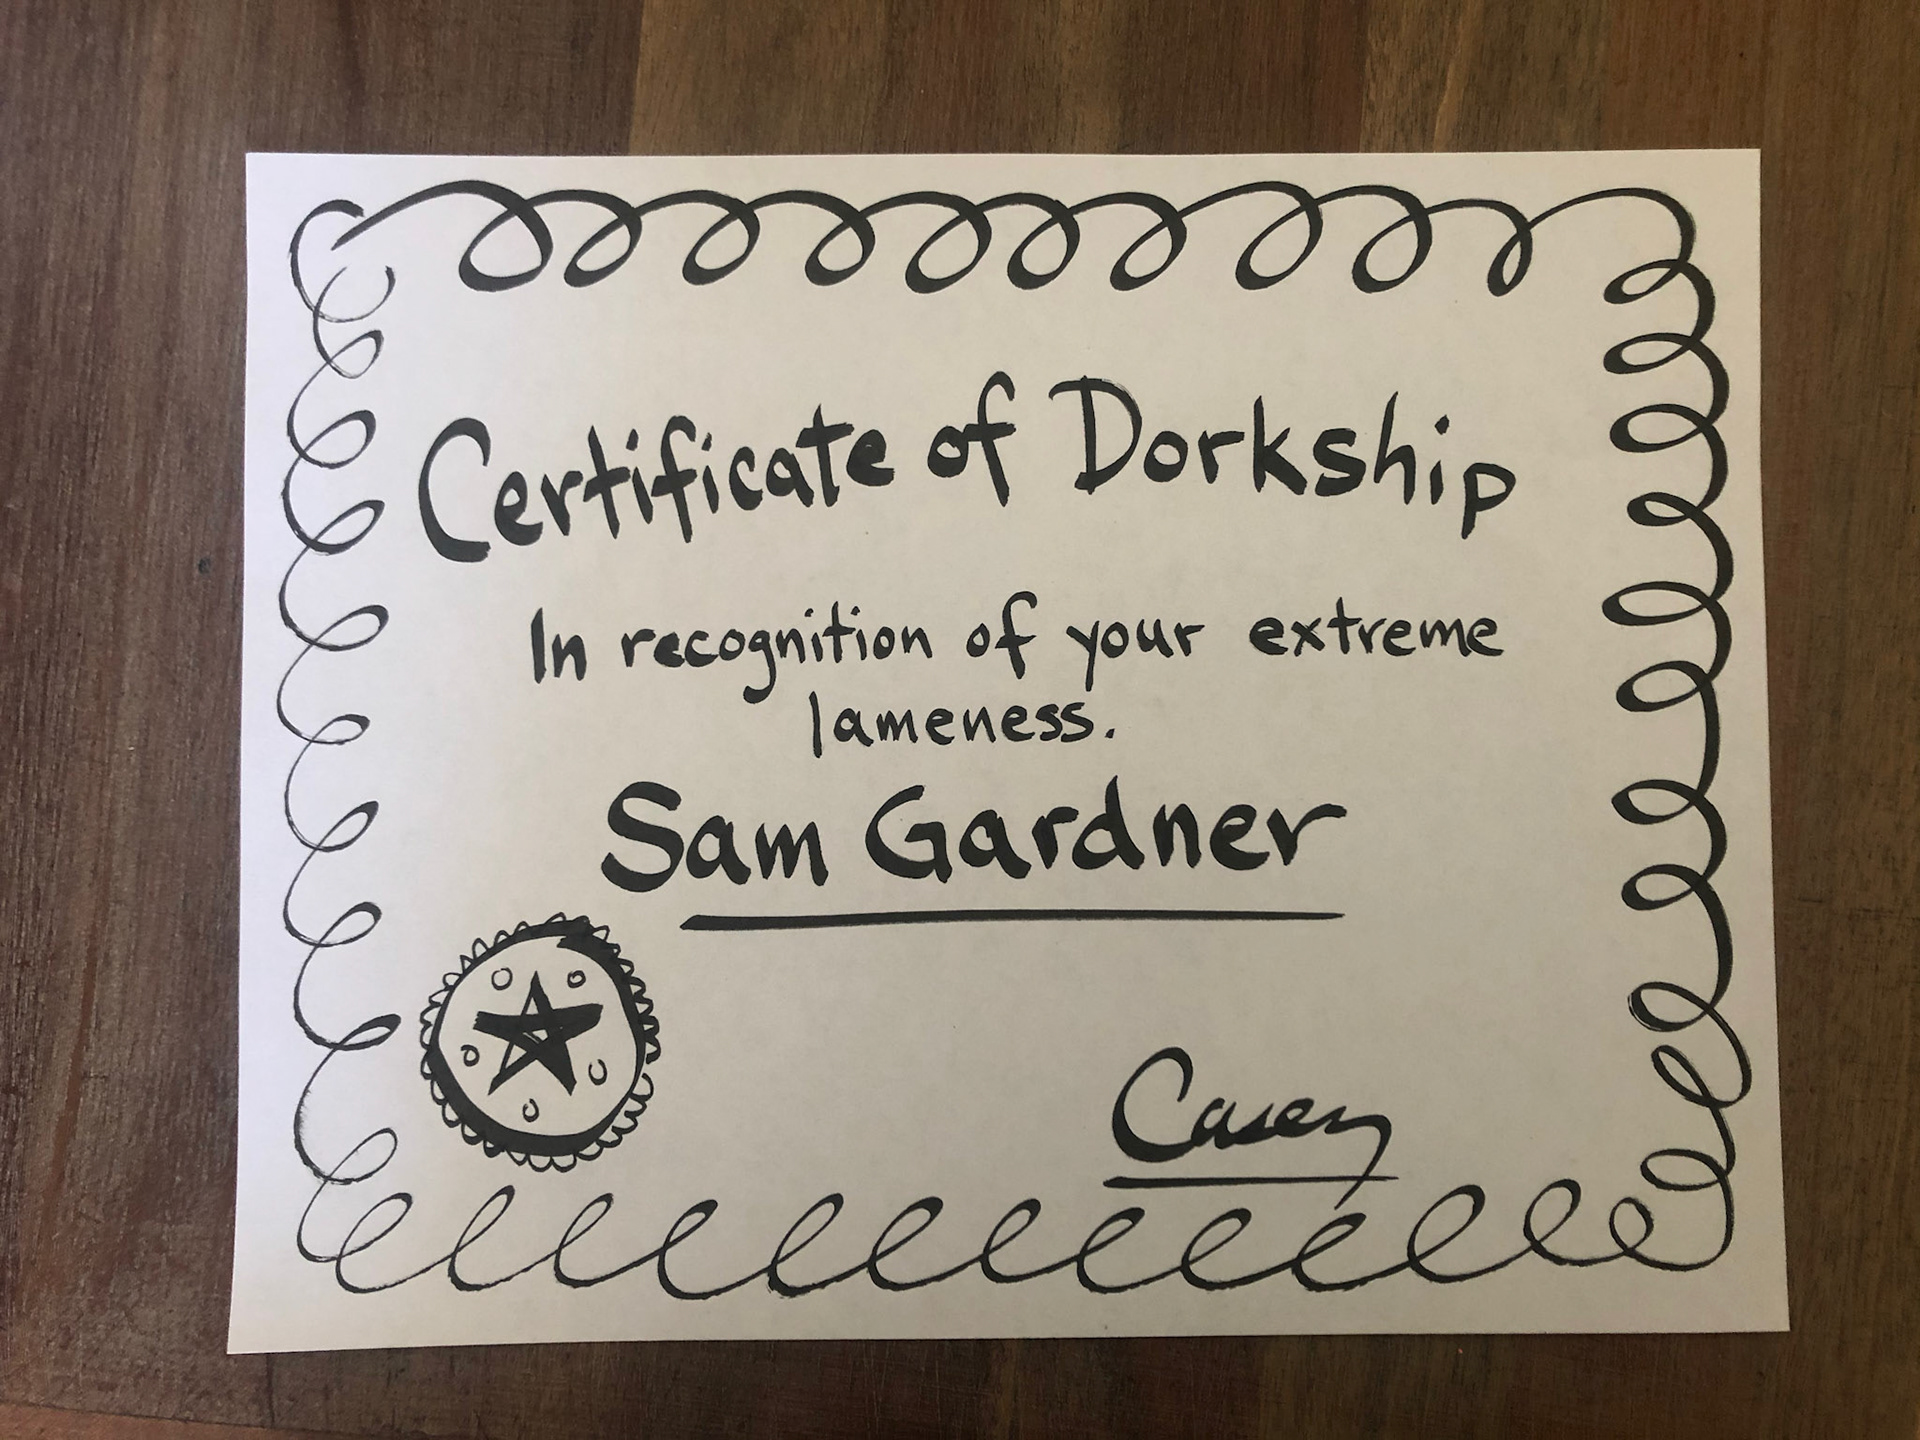 Certificate of Dorkship
In recognition of your extreme
lameness.
Sam Gardner
Casey